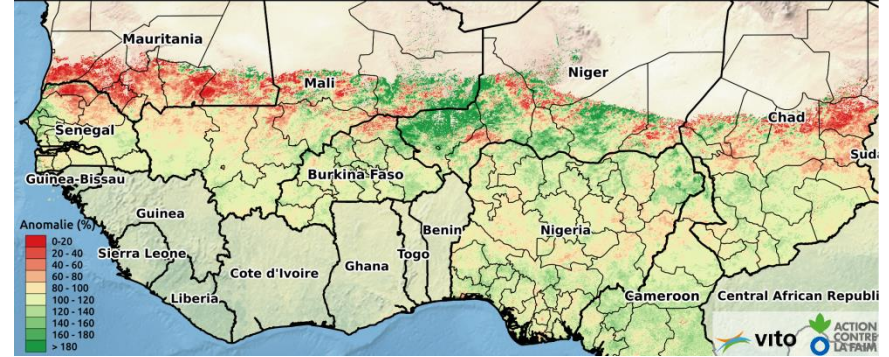 Mauritania
Niger
Mali
Chad
Senegal
Suda
Burkina Faso
Guinea-Bissau
Guinea
Benin
Nigeria
Anomalie (%)
0-20
20 - 40
40 - 60
60 - 80
80 - 100
100 - 120
120 - 140
140 - 160
160 - 180
> 180
Sierra Leone
Togo
Ghana
Cote d'Ivoire
Liberia
Cameroon
Central African Republi
vito
ACTION
CONTRE
LA FAIM